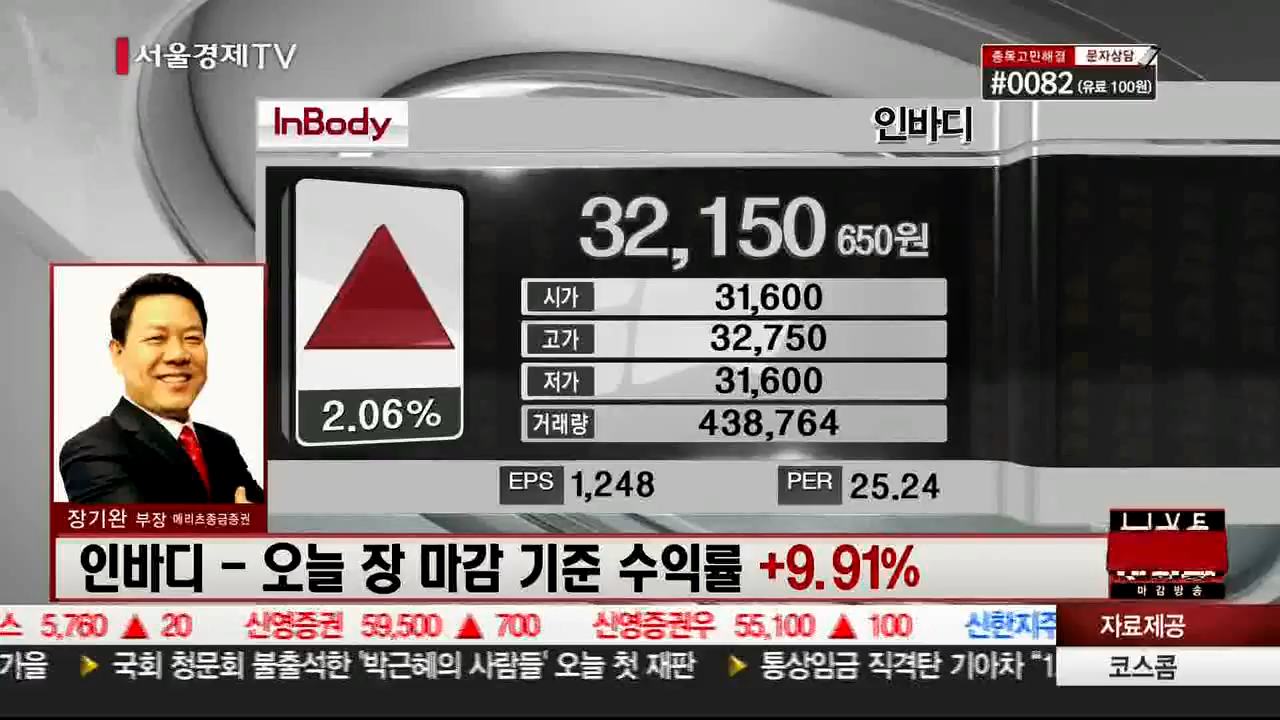 서울경제TV
종목고민해결 문자상담
#0082 (유료 100원)
InBody 인바디
32,150 650원
2.06%
시가 31,600
고가 32,750
저가 31,600
거래량 438,764
EPS 1,248 PER 25.24
장기완 부장 메리츠종금증권
LIVE
마감방송
인바디 - 오늘 장 마감 기준 수익률 +9.91%
스 5,760 ▲ 20 신영증권 59,500 ▲ 700 신영증권우 55,100 ▲ 100 신한지주
자료제공
가을 ▶ 국회 청문회 불출석한 '박근혜의 사람들' 오늘 첫 재판 ▶ 통상임금 직격탄 기아차 "1
코스콤